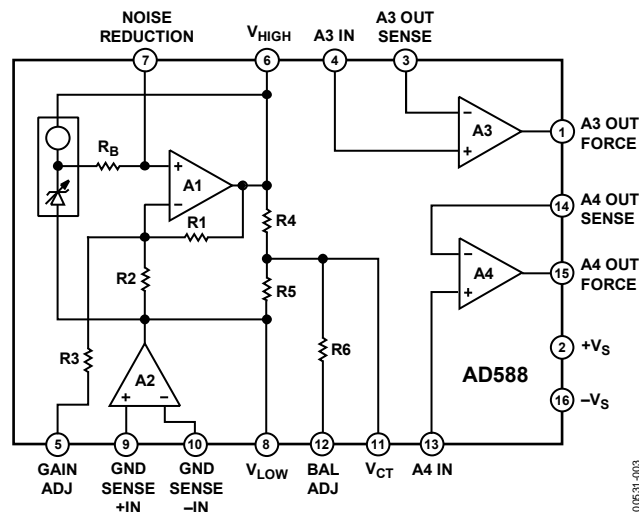 NOISE
REDUCTION
VHIGH
A3 IN
A3 OUT
SENSE
7
6
4
3
RB
A1
+
–
R1
R4
R2
R5
R3
R6
A2
+
–
A3
–
+
1
A3 OUT
FORCE
14
A4 OUT
SENSE
A4
–
+
15
A4 OUT
FORCE
2
+VS
AD588
16
–VS
5
9
10
8
12
11
13
GAIN
ADJ
GND
SENSE
+IN
GND
SENSE
–IN
VLOW
BAL
ADJ
VCT
A4 IN
00531-003